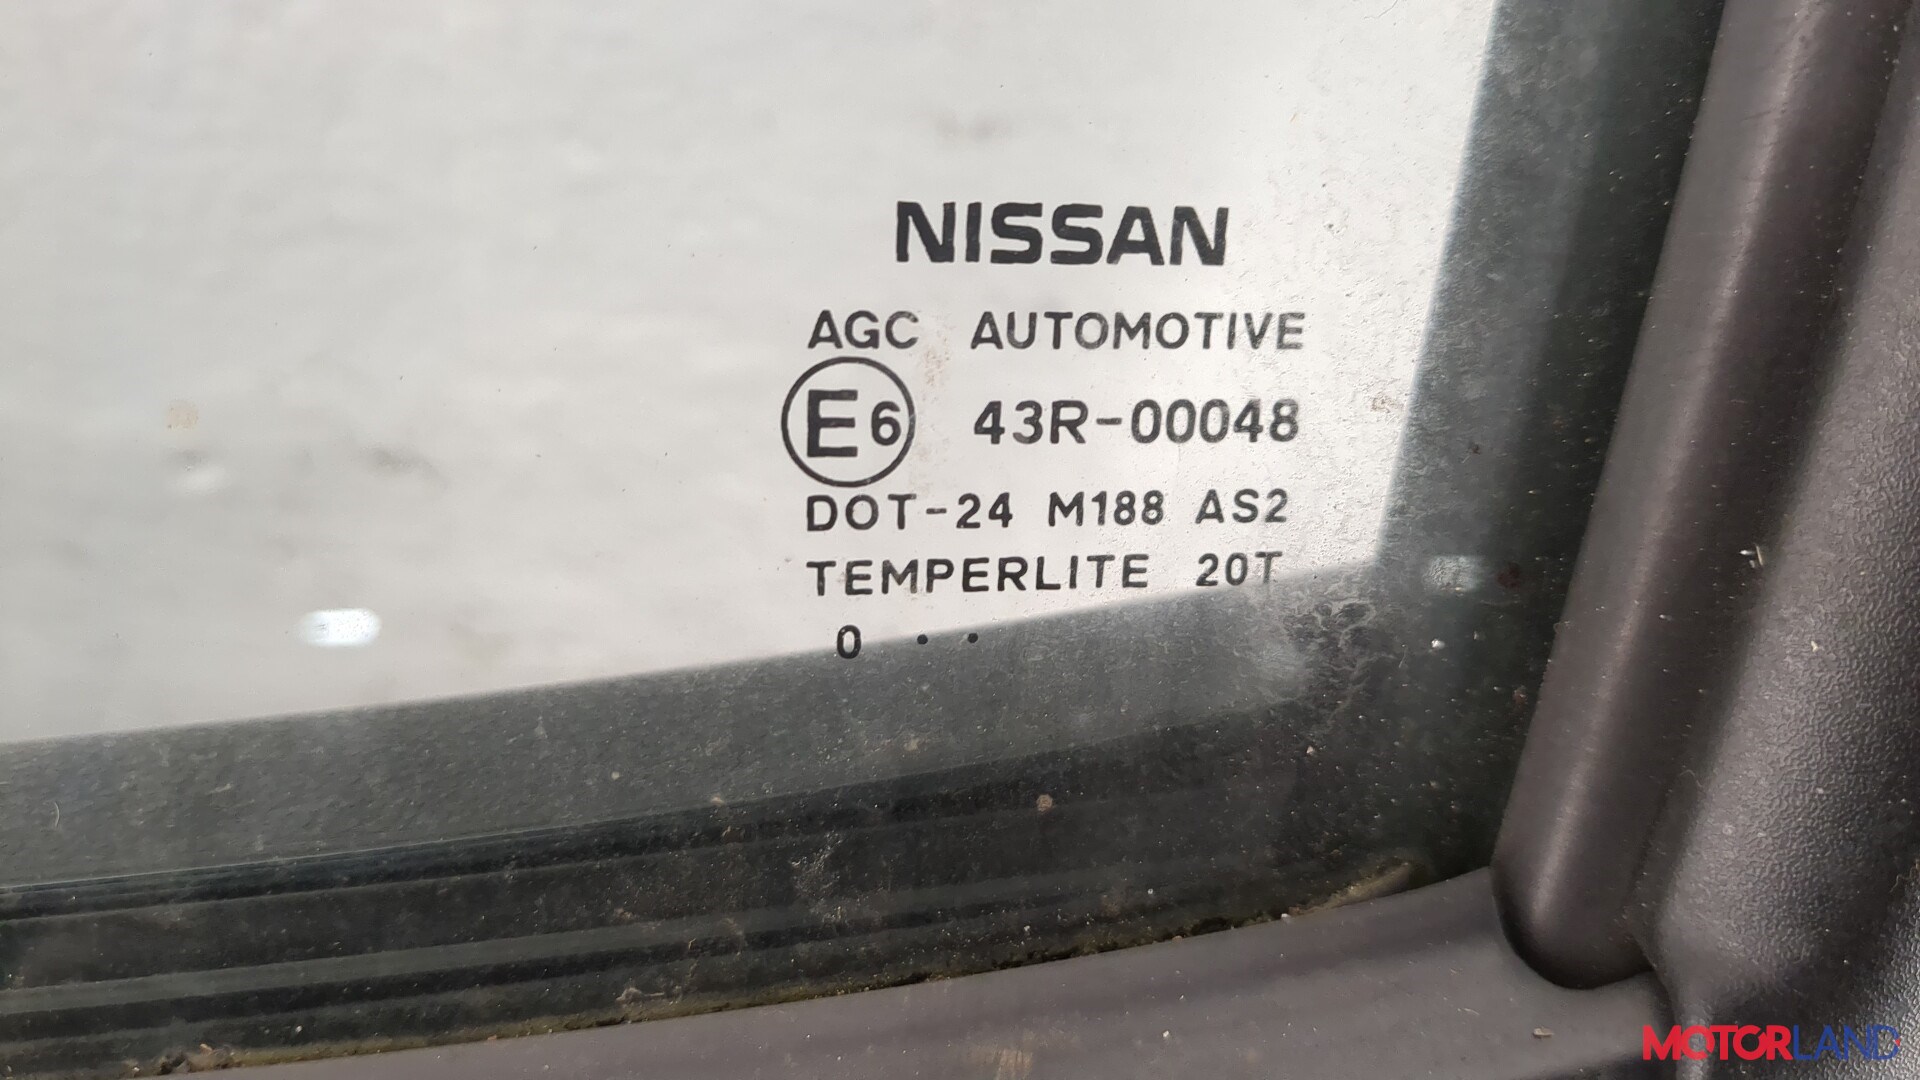 NISSAN
AGC AUTOMOTIVE
E6 43R-00048
DOT-24 M188 AS2
TEMPERLITE 20T
0 . .
MOTORLAND